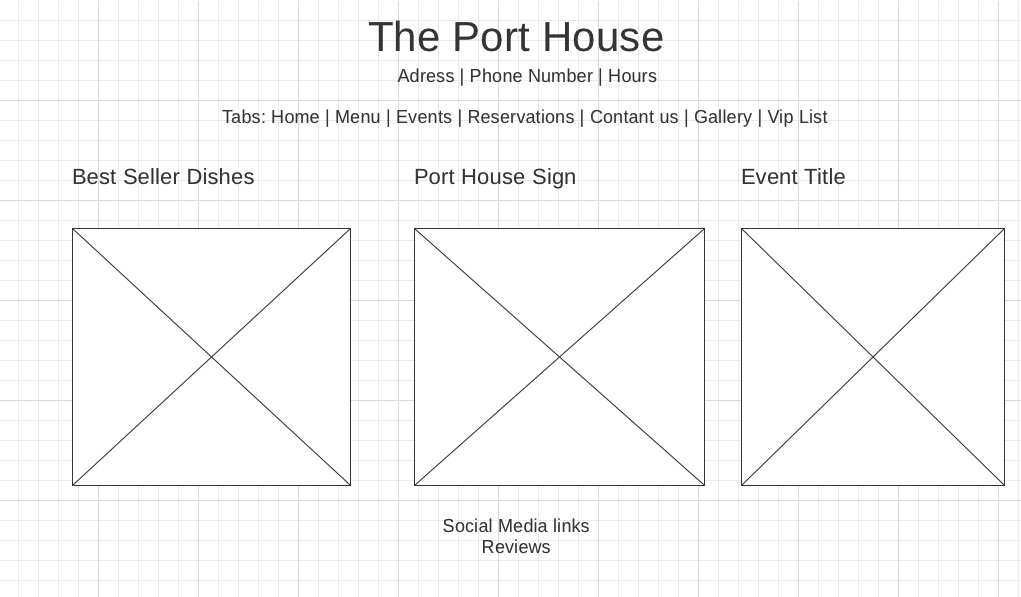 The Port House
Adress | Phone Number | Hours
Tabs: Home | Menu | Events | Reservations | Contant us | Gallery | Vip List
Best Seller Dishes
Port House Sign
Event Title
Social Media links
Reviews